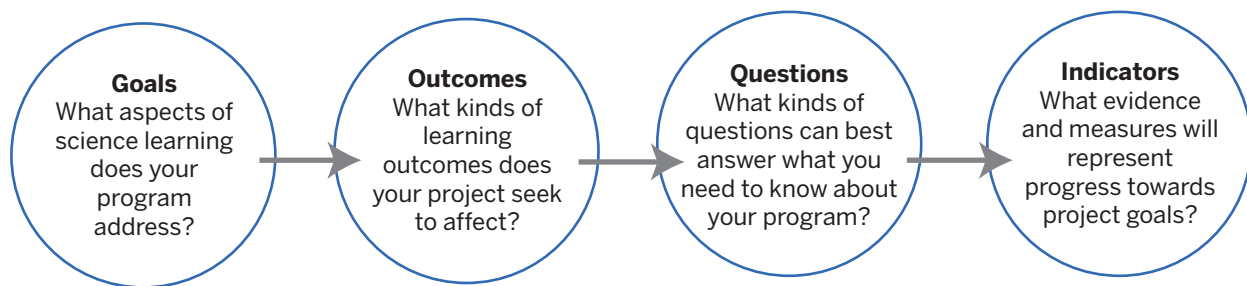 Goals
What aspects of
science learning
does your
program
address?
Outcomes
What kinds of
learning
outcomes does
your project seek
to affect?
Questions
What kinds of
questions can best
answer what you
need to know about
your program?
Indicators
What evidence
and measures will
represent
progress towards
project goals?